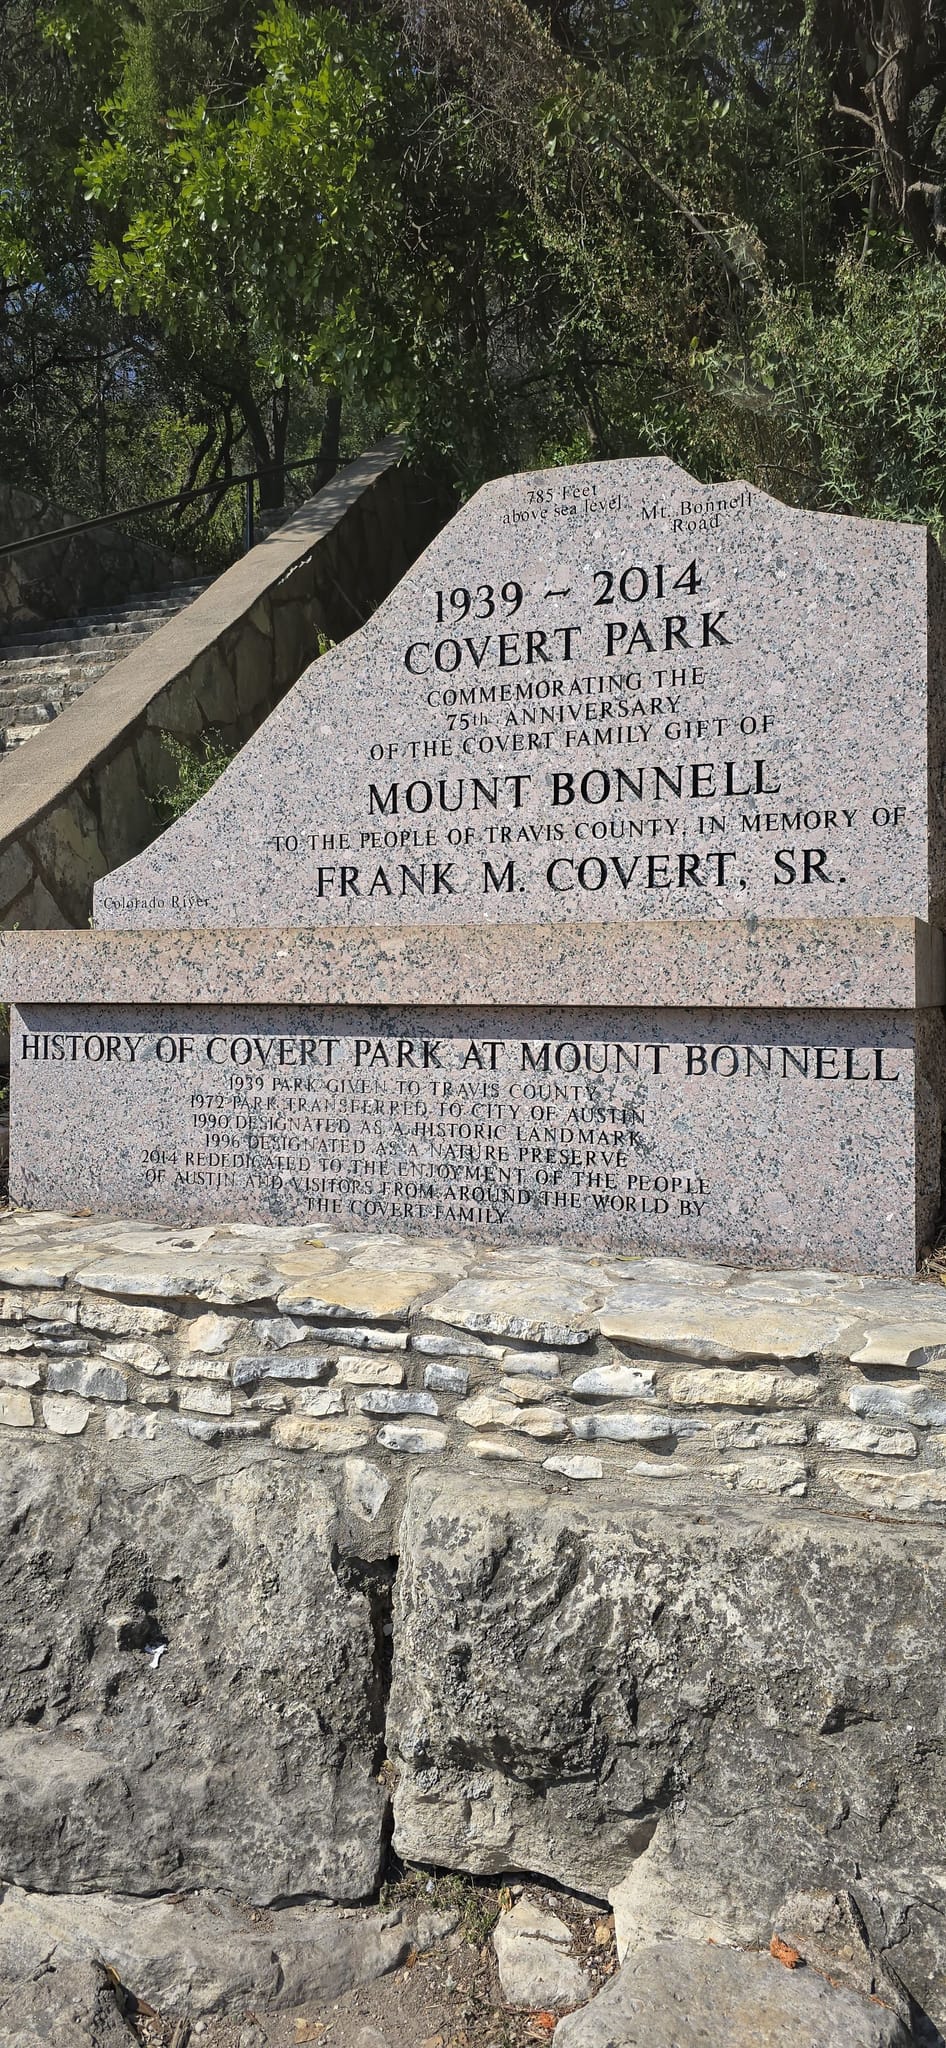 785 Feet
above sea level
Mt. Bonnell
Road
1939 ~ 2014
COVERT PARK
COMMEMORATING THE
75th ANNIVERSARY
OF THE COVERT FAMILY GIFT OF
MOUNT BONNELL
TO THE PEOPLE OF TRAVIS COUNTY, IN MEMORY OF
FRANK M. COVERT, SR.
Colorado River
HISTORY OF COVERT PARK AT MOUNT BONNELL
1939 PARK GIVEN TO TRAVIS COUNTY
1972 PARK TRANSFERRED TO CITY OF AUSTIN
1990 DESIGNATED AS A HISTORIC LANDMARK
1996 DESIGNATED AS A NATURE PRESERVE
2014 REDEDICATED TO THE ENJOYMENT OF THE PEOPLE
OF AUSTIN AND VISITORS FROM AROUND THE WORLD BY
THE COVERT FAMILY